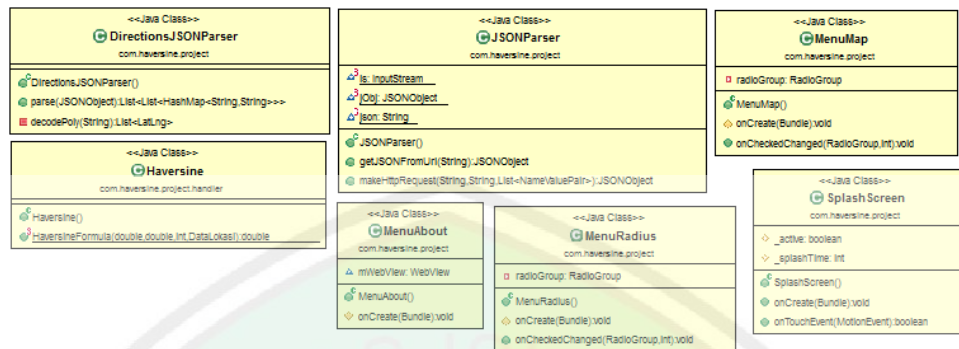 <<Java Class>>
DirectionsJSONParser
com.haversine.project
DirectionsJSONParser()
parse(JSONObject):List<List<HashMap<String,String>>>
decodePoly(String):List<LatLng>
<<Java Class>>
Haversine
com.haversine.project.handler
Haversine()
HaversineFormula(double,double,int,DataLokasi):double
<<Java Class>>
JSONParser
com.haversine.project
is: InputStream
jObj: JSONObject
json: String
JSONParser()
getJSONFromUrl(String):JSONObject
makeHttpRequest(String,String,List<NameValuePair>):JSONObject
<<Java Class>>
MenuMap
com.haversine.project
radioGroup: RadioGroup
MenuMap()
onCreate(Bundle):void
onCheckedChanged(RadioGroup,int):void
<<Java Class>>
MenuAbout
com.haversine.project
mWebView: WebView
MenuAbout()
onCreate(Bundle):void
<<Java Class>>
MenuRadius
com.haversine.project
radioGroup: RadioGroup
MenuRadius()
onCreate(Bundle):void
onCheckedChanged(RadioGroup,int):void
<<Java Class>>
SplashScreen
com.haversine.project
_active: boolean
_splashTime: int
SplashScreen()
onCreate(Bundle):void
onTouchEvent(MotionEvent):boolean